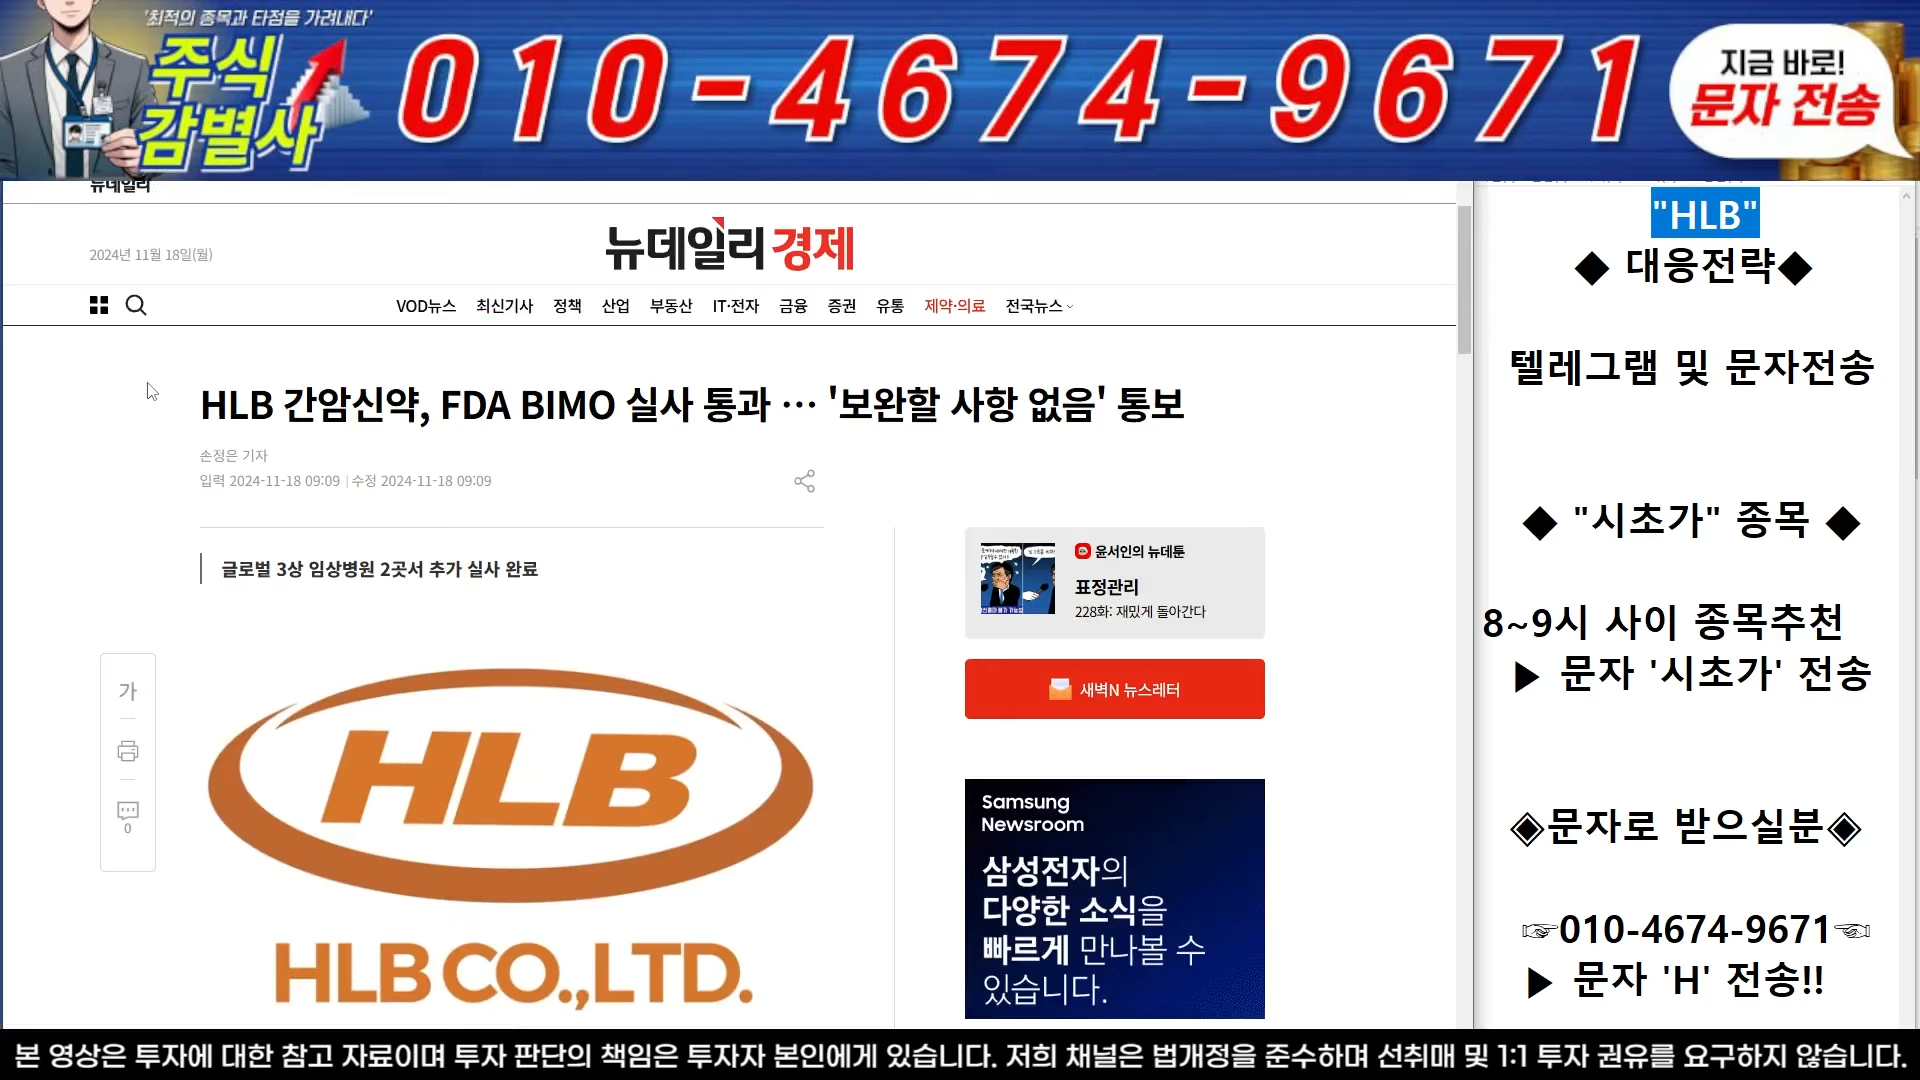 '최적의 종목과 타점을 가려내다'
주식
감별사
010-4674-9671
지금 바로!
문자 전송
뉴데일리
2024년 11월 18일(월)
뉴데일리경제
VOD뉴스 최신기사 정책 산업 부동산 IT·전자 금융 증권 유통 제약·의료 전국뉴스
HLB 간암신약, FDA BIMO 실사 통과 … '보완할 사항 없음' 통보
손정은 기자
입력 2024-11-18 09:09 | 수정 2024-11-18 09:09
글로벌 3상 임상병원 2곳서 추가 실사 완료
가
0
HLB
HLB CO.,LTD.
윤서인의 뉴데툰
표정관리
228화: 재밌게 돌아간다
새벽N 뉴스레터
Samsung
Newsroom
삼성전자의
다양한 소식을
빠르게 만나볼 수
있습니다.
"HLB"
◆ 대응전략◆
텔레그램 및 문자전송
◆ "시초가" 종목 ◆
8~9시 사이 종목추천
▶ 문자 '시초가' 전송
◈문자로 받으실분◈
☞010-4674-9671☜
▶ 문자 'H' 전송!!
본 영상은 투자에 대한 참고 자료이며 투자 판단의 책임은 투자자 본인에게 있습니다. 저희 채널은 법개정을 준수하며 선취매 및 1:1 투자 권유를 요구하지 않습니다.